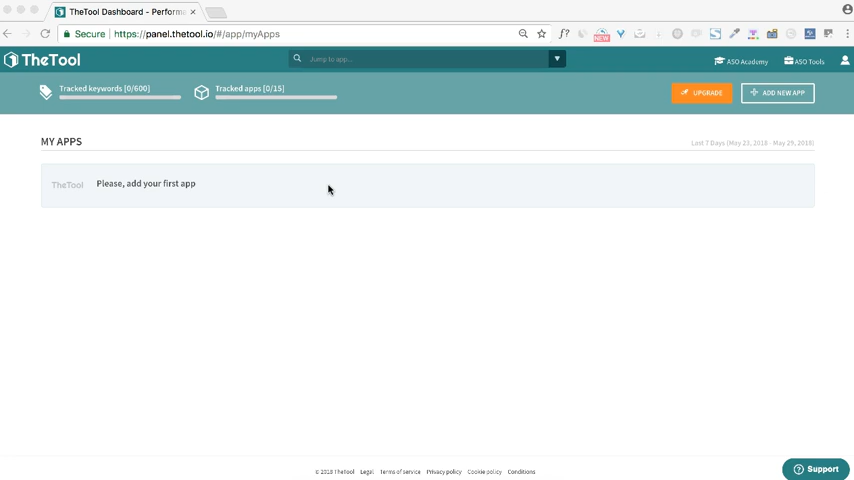 TheTool Dashboard - Performa
Secure
https://panel.thetool.io/#/app/myApps
f?
NEW
TheTool
Jump to app...
ASO Academy
ASO Tools
Tracked keywords [0/600]
Tracked apps [0/15]
UPGRADE
ADD NEW APP
MY APPS
Last 7 Days (May 23, 2018 - May 29, 2018)
TheTool
Please, add your first app
© 2018 TheTool Legal Terms of service Privacy policy Cookie policy Conditions
Support